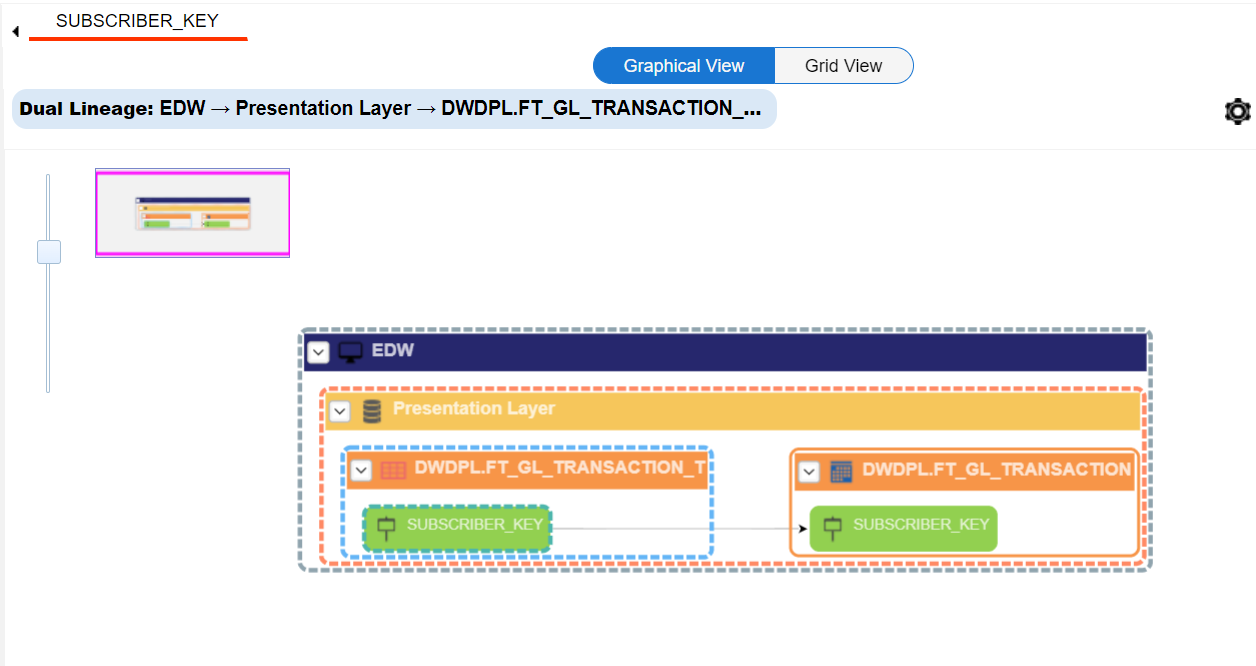 SUBSCRIBER_KEY
Graphical View
Grid View
Dual Lineage: EDW → Presentation Layer → DWDPL.FT_GL_TRANSACTION_...
EDW
Presentation Layer
DWDPL.FT_GL_TRANSACTION_T
DWDPL.FT_GL_TRANSACTION
SUBSCRIBER_KEY
SUBSCRIBER_KEY